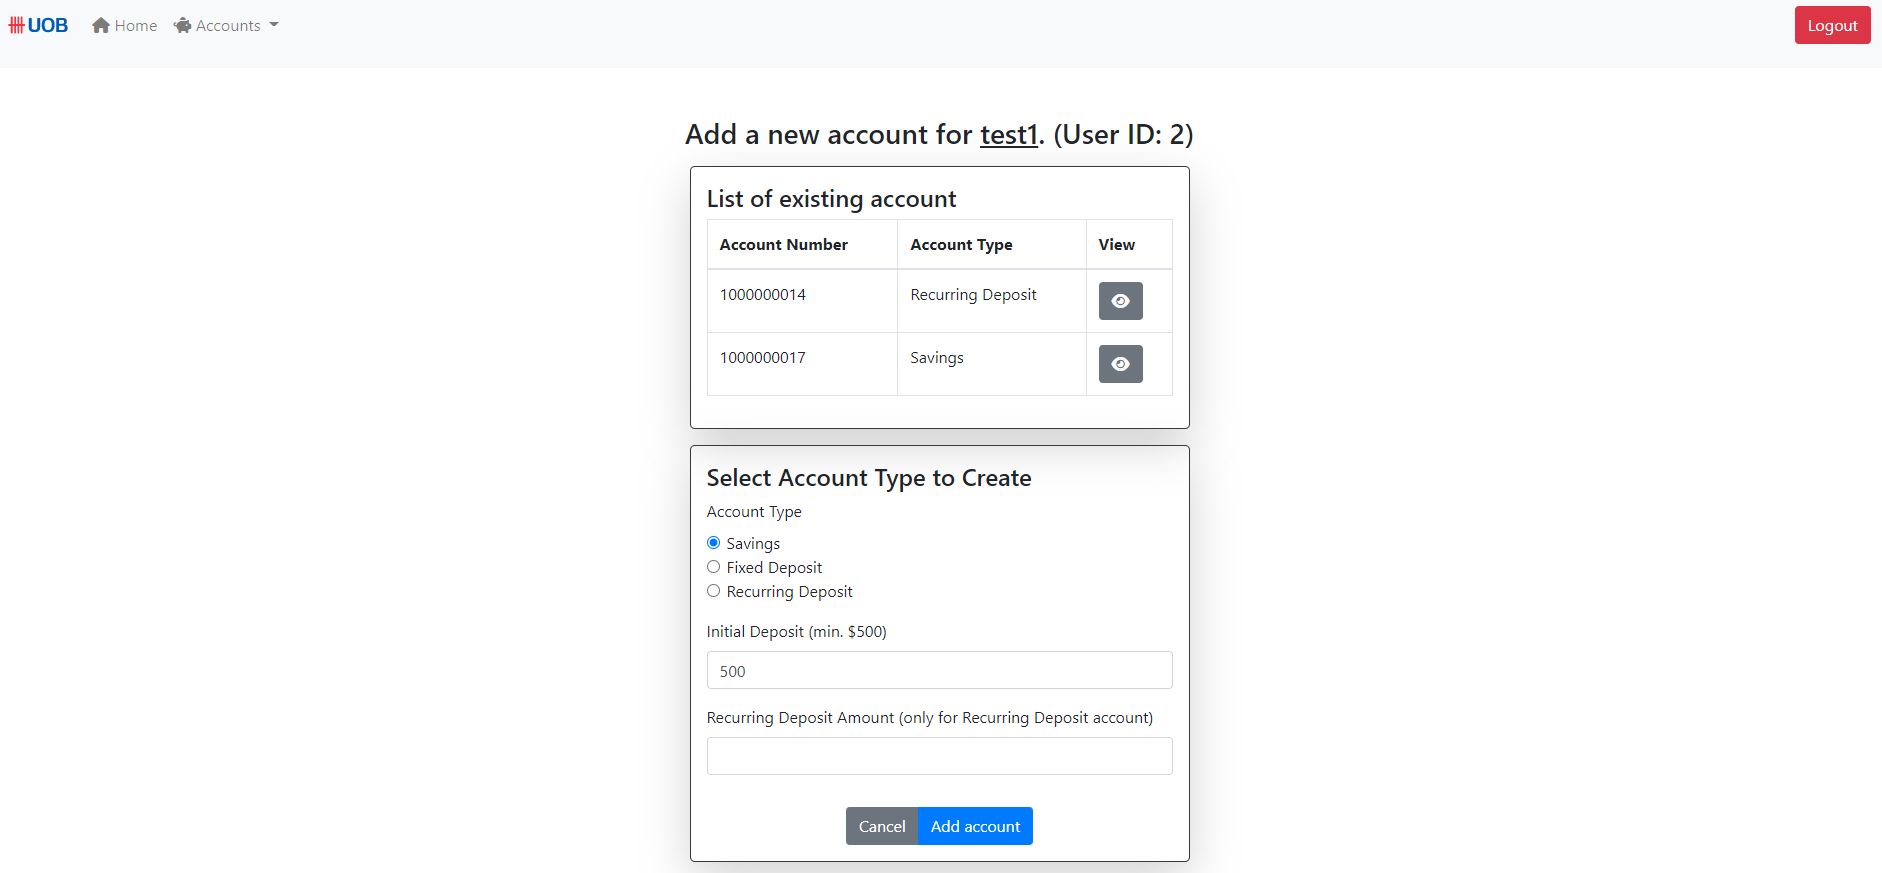 UOB Home Accounts Logout
Add a new account for test1. (User ID: 2)
List of existing account
Account Number Account Type View
1000000014 Recurring Deposit
1000000017 Savings
Select Account Type to Create
Account Type
Savings
Fixed Deposit
Recurring Deposit
Initial Deposit (min. $500)
500
Recurring Deposit Amount (only for Recurring Deposit account)
Cancel Add account